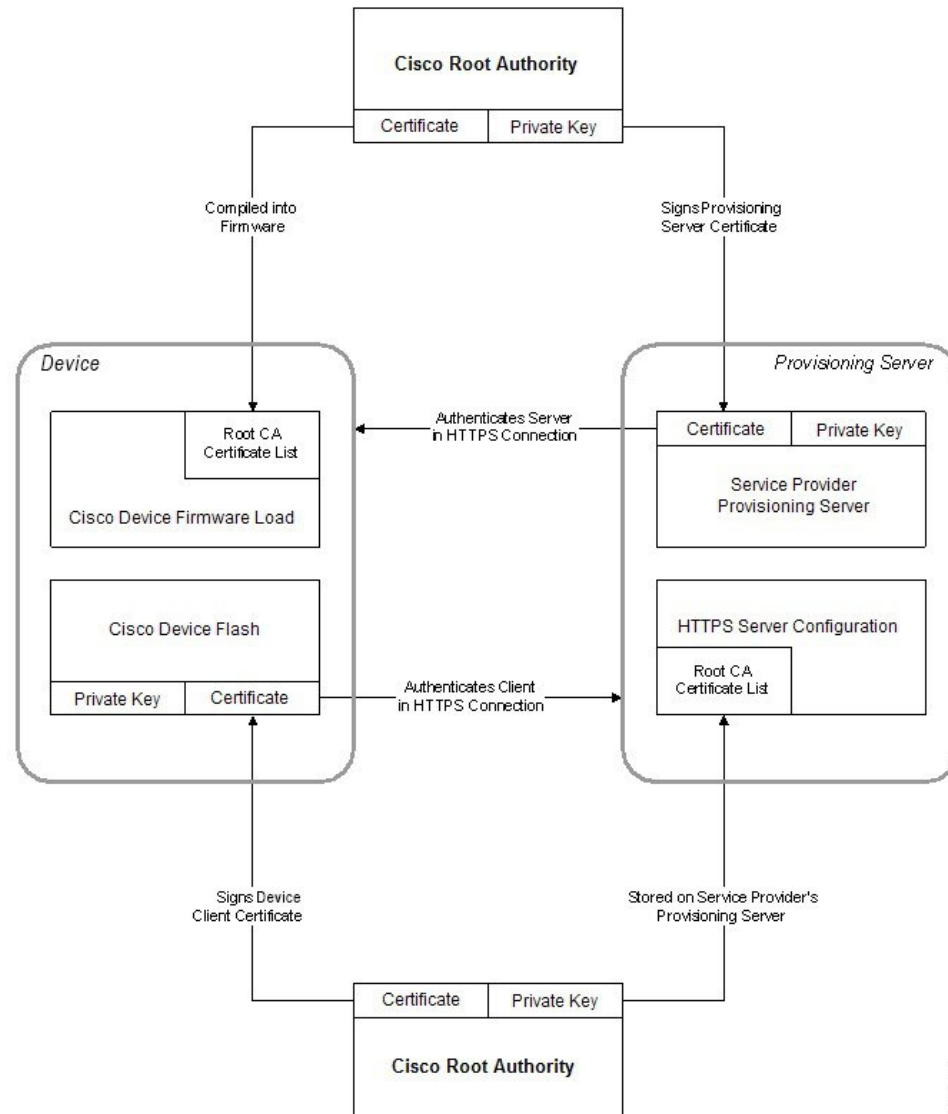 Cisco Root Authority
Certificate
Private Key
Compiled into
Firmware
Signs Provisioning
Server Certificate
Device
Provisioning Server
Root CA
Certificate List
Cisco Device Firmware Load
Authenticates Server
in HTTPS Connection
Certificate
Private Key
Service Provider
Provisioning Server
Cisco Device Flash
Private Key
Certificate
Authenticates Client
in HTTPS Connection
HTTPS Server Configuration
Root CA
Certificate List
Signs Device
Client Certificate
Stored on Service Provider's
Provisioning Server
Certificate
Private Key
Cisco Root Authority